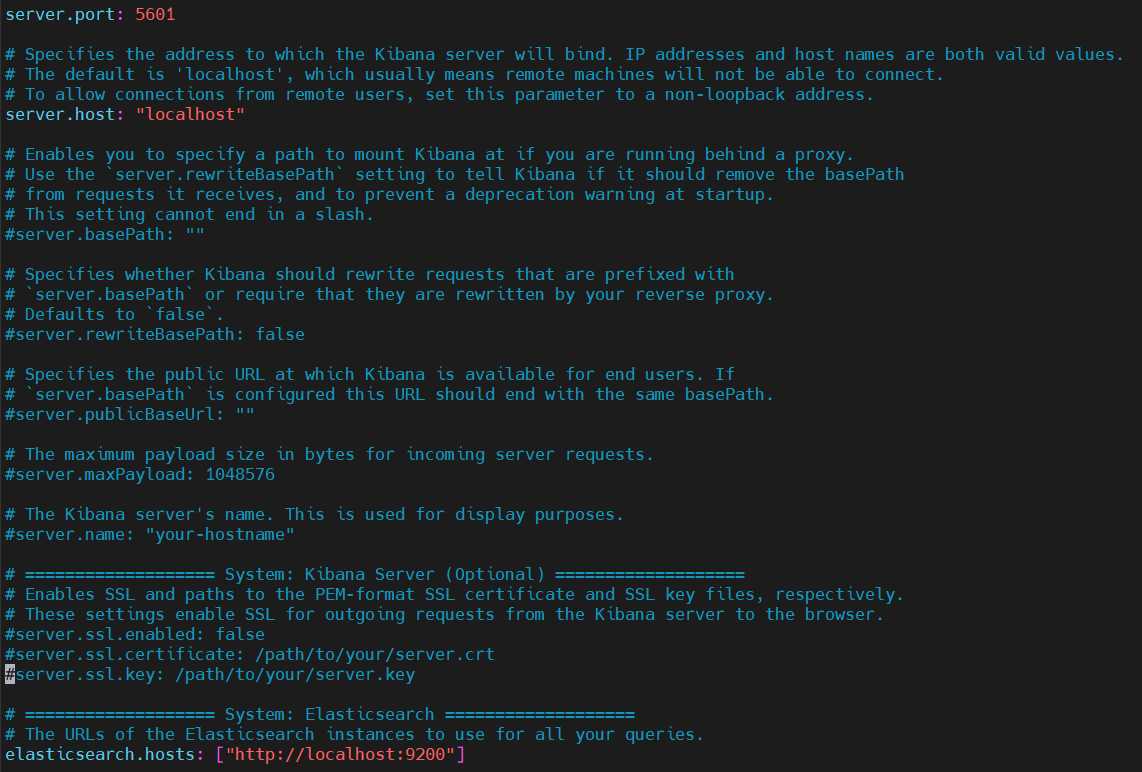 server.port: 5601
# Specifies the address to which the Kibana server will bind. IP addresses and host names are both valid values.
# The default is 'localhost', which usually means remote machines will not be able to connect.
# To allow connections from remote users, set this parameter to a non-loopback address.
server.host: "localhost"
# Enables you to specify a path to mount Kibana at if you are running behind a proxy.
# Use the `server.rewriteBasePath` setting to tell Kibana if it should remove the basePath
# from requests it receives, and to prevent a deprecation warning at startup.
# This setting cannot end in a slash.
#server.basePath: ""
# Specifies whether Kibana should rewrite requests that are prefixed with
# `server.basePath` or require that they are rewritten by your reverse proxy.
# Defaults to `false`.
#server.rewriteBasePath: false
# Specifies the public URL at which Kibana is available for end users. If
# `server.basePath` is configured this URL should end with the same basePath.
#server.publicBaseUrl: ""
# The maximum payload size in bytes for incoming server requests.
#server.maxPayload: 1048576
# The Kibana server's name. This is used for display purposes.
#server.name: "your-hostname"
# =================== System: Kibana Server (Optional) ===================
# Enables SSL and paths to the PEM-format SSL certificate and SSL key files, respectively.
# These settings enable SSL for outgoing requests from the Kibana server to the browser.
#server.ssl.enabled: false
#server.ssl.certificate: /path/to/your/server.crt
#server.ssl.key: /path/to/your/server.key
# =================== System: Elasticsearch ===================
# The URLs of the Elasticsearch instances to use for all your queries.
elasticsearch.hosts: ["http://localhost:9200"]